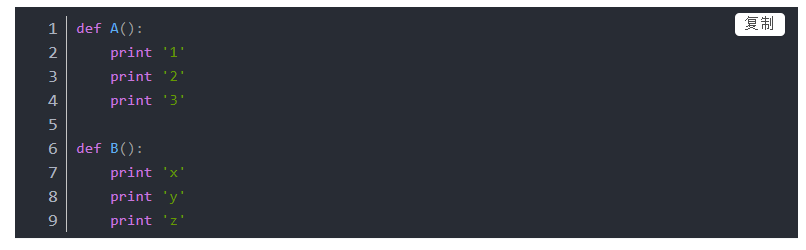 复制
1 def A():
2     print '1'
3     print '2'
4     print '3'
5
6 def B():
7     print 'x'
8     print 'y'
9     print 'z'